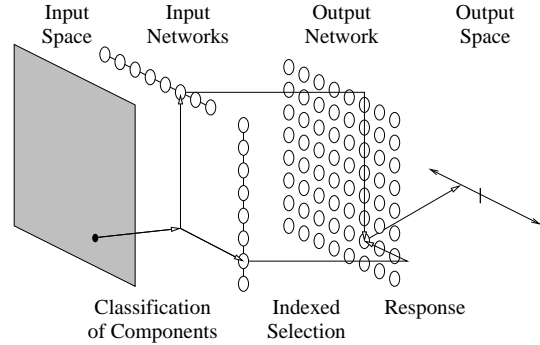 Input Space
Input Networks
Output Network
Output Space
Classification of Components
Indexed Selection
Response